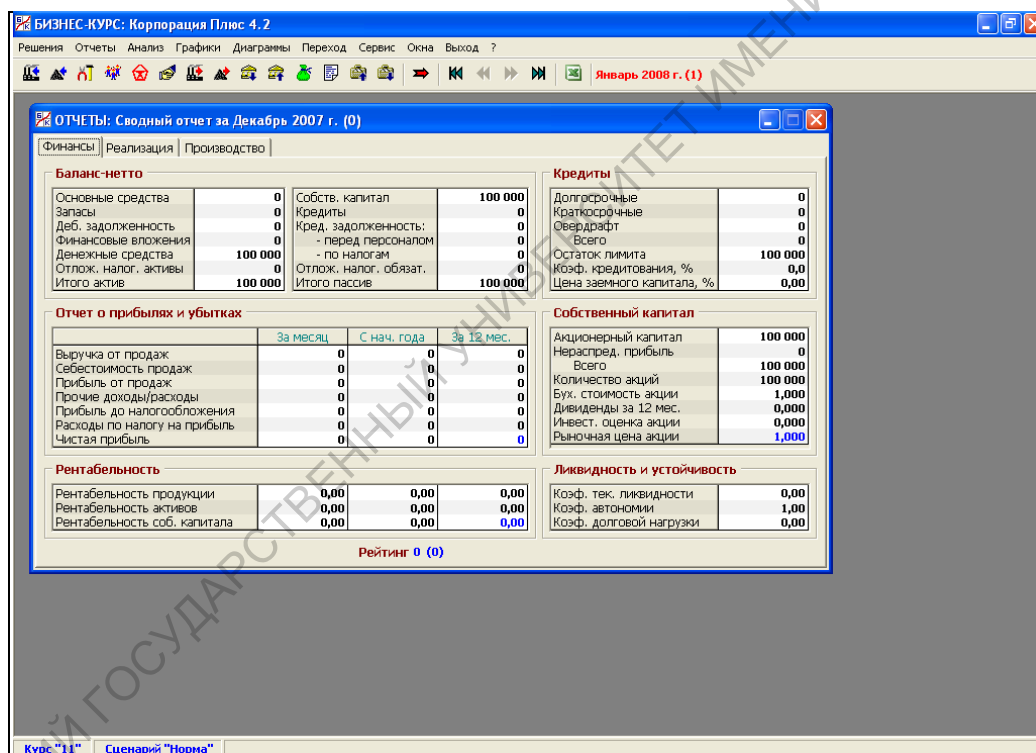 БИЗНЕС-КУРС: Корпорация Плюс 4.2
Решения Отчеты Анализ Графики Диаграммы Переход Сервис Окна Выход ?
Январь 2008 г. (1)
ОТЧЕТЫ: Сводный отчет за Декабрь 2007 г. (0)
Финансы Реализация Производство
Баланс-нетто
Основные средства 0
Запасы 0
Деб. задолженность 0
Финансовые вложения 0
Денежные средства 100 000
Отлож. налог. активы 0
Итого актив 100 000
Собств. капитал 100 000
Кредиты 0
Кред. задолженность: 0
- перед персоналом 0
- по налогам 0
Отлож. налог. обязат. 0
Итого пассив 100 000
Кредиты
Долгосрочные 0
Краткосрочные 0
Овердрафт 0
Всего 0
Остаток лимита 100 000
Коэф. кредитования, % 0,0
Цена заемного капитала, % 0,00
Отчет о прибылях и убытках
За месяц С нач. года За 12 мес.
Выручка от продаж 0 0 0
Себестоимость продаж 0 0 0
Прибыль от продаж 0 0 0
Прочие доходы/расходы 0 0 0
Прибыль до налогообложения 0 0 0
Расходы по налогу на прибыль 0 0 0
Чистая прибыль 0 0 0
Собственный капитал
Акционерный капитал 100 000
Нераспред. прибыль 0
Всего 100 000
Количество акций 100 000
Бух. стоимость акции 1,000
Дивиденды за 12 мес. 0,000
Инвест. оценка акции 0,000
Рыночная цена акции 1,000
Рентабельность
Рентабельность продукции 0,00 0,00 0,00
Рентабельность активов 0,00 0,00 0,00
Рентабельность соб. капитала 0,00 0,00 0,00
Ликвидность и устойчивость
Коэф. тек. ликвидности 0,00
Коэф. автономии 1,00
Коэф. долговой нагрузки 0,00
Рейтинг 0 (0)
Курс "11" Сценарий "Норма"
ГОСУДАРСТВЕННЫЙ УНИВЕРСИТЕТ ИМЕНИ